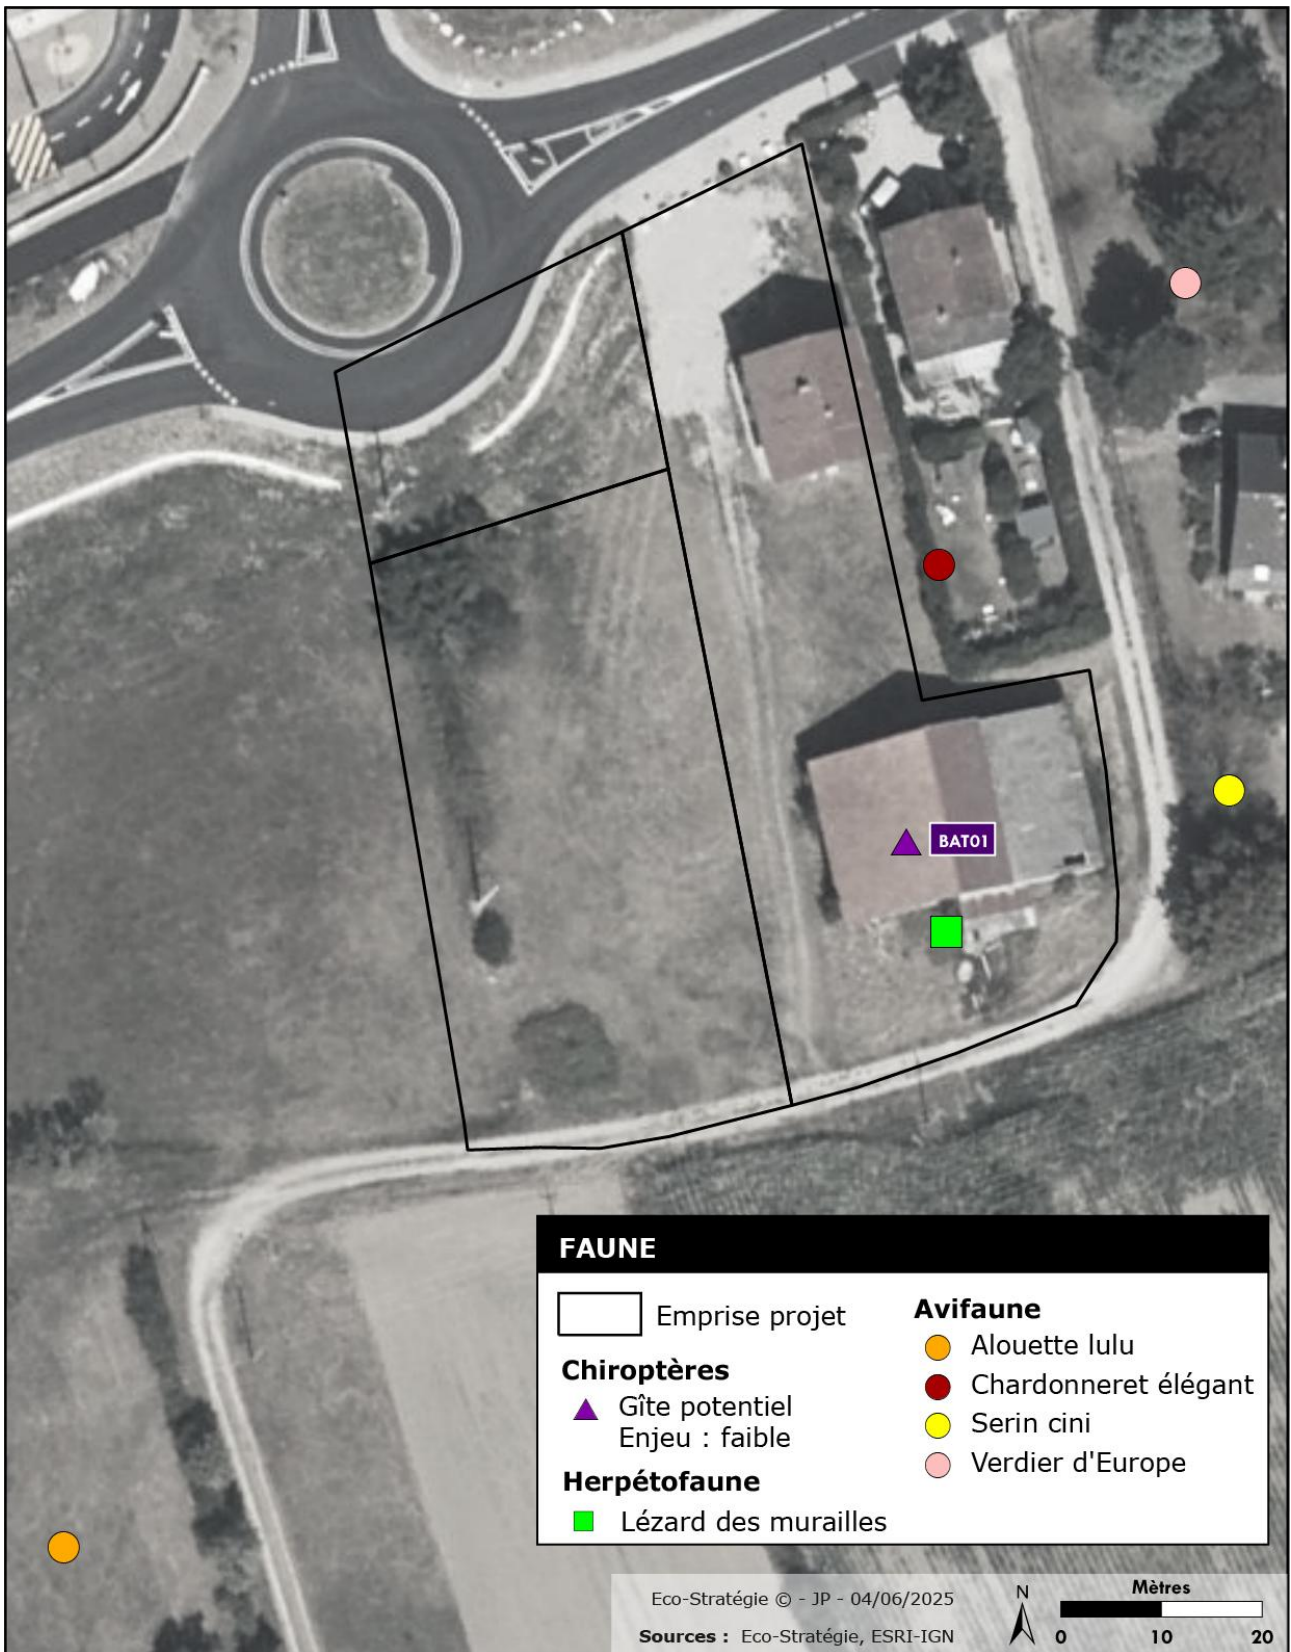 BAT01
FAUNE
Emprise projet
Chiroptères
Gîte potentiel
Enjeu : faible
Herpétofaune
Lézard des murailles
Avifaune
Alouette lulu
Chardonneret élégant
Serin cini
Verdier d'Europe
Eco-Stratégie © - JP - 04/06/2025
Sources : Eco-Stratégie, ESRI-IGN
N
Mètres
0 10 20